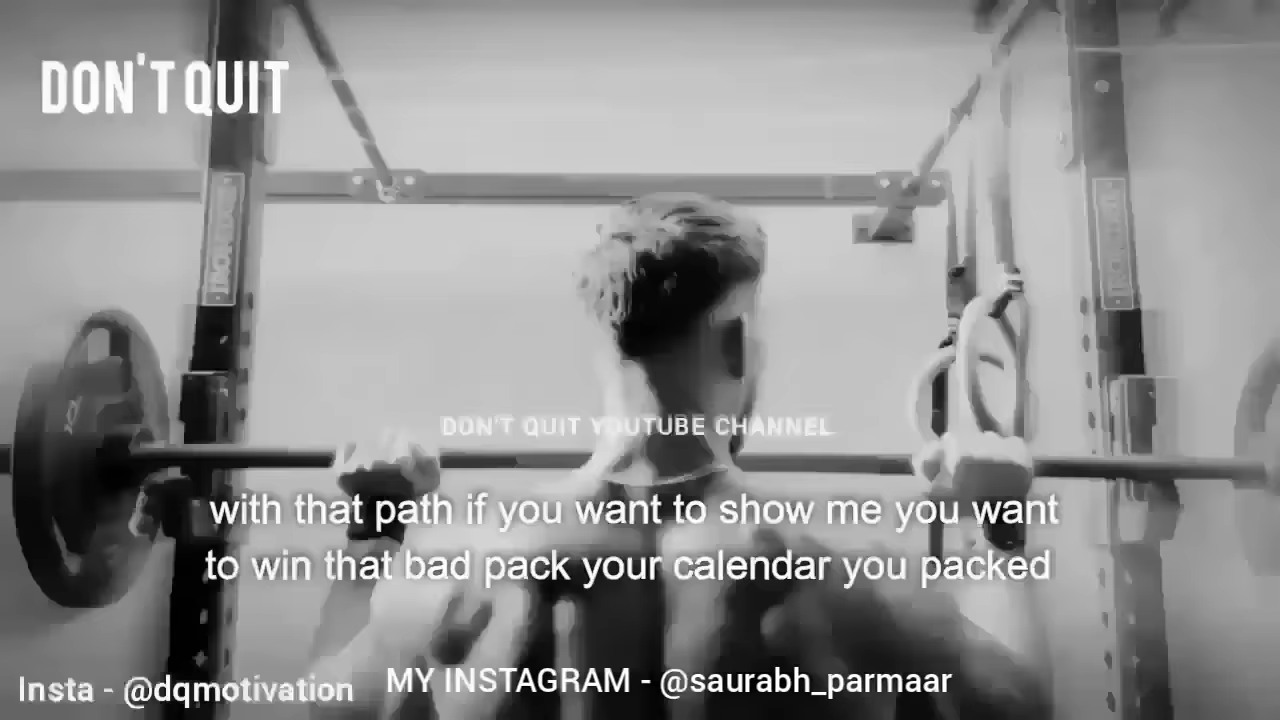 DON'T QUIT
DON'T QUIT YOUTUBE CHANNEL
with that path if you want to show me you want
to win that bad pack your calendar you packed
Insta - @dqmotivation
MY INSTAGRAM - @saurabh_parmaar